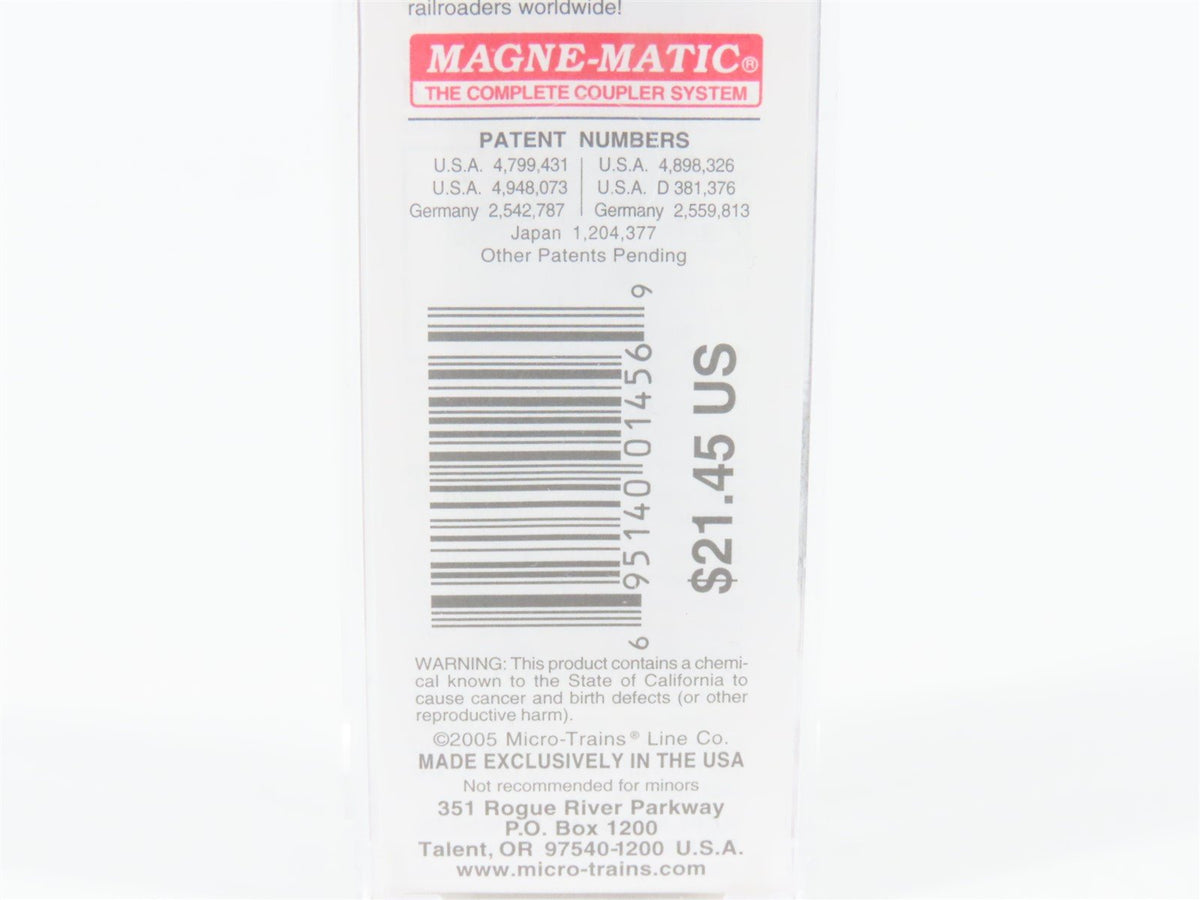 railroaders worldwide!
MAGNE-MATIC®
THE COMPLETE COUPLER SYSTEM
PATENT NUMBERS
U.S.A. 4,799,431 | U.S.A. 4,898,326
U.S.A. 4,948,073 | U.S.A. D 381,376
Germany 2,542,787 | Germany 2,559,813
Japan 1,204,377
Other Patents Pending
6 95140 01456 9
$21.45 US
WARNING: This product contains a chemi-
cal known to the State of California to
cause cancer and birth defects (or other
reproductive harm).
©2005 Micro-Trains® Line Co.
MADE EXCLUSIVELY IN THE USA
Not recommended for minors
351 Rogue River Parkway
P.O. Box 1200
Talent, OR 97540-1200 U.S.A.
www.micro-trains.com